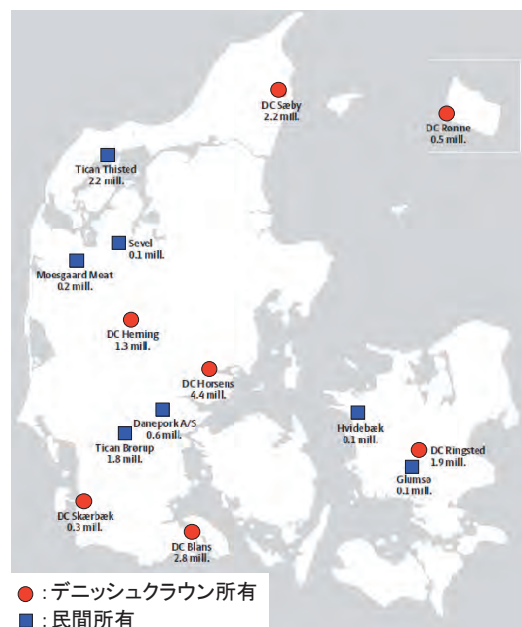 DC Sæby
2.2 mill.
DC Rønne
0.5 mill.
Tican Thisted
2.2 mill.
Sevel
0.1 mill.
Moesgaard Meat
0.2 mill.
DC Herning
1.3 mill.
DC Horsens
4.4 mill.
Danepork A/S
0.6 mill.
Hvidebæk
0.1 mill.
Tican Brørup
1.8 mill.
DC Ringsted
1.9 mill.
Glumsø
0.1 mill.
DC Skærbæk
0.3 mill.
DC Blans
2.8 mill.
:デニッシュクラウン所有
:民間所有